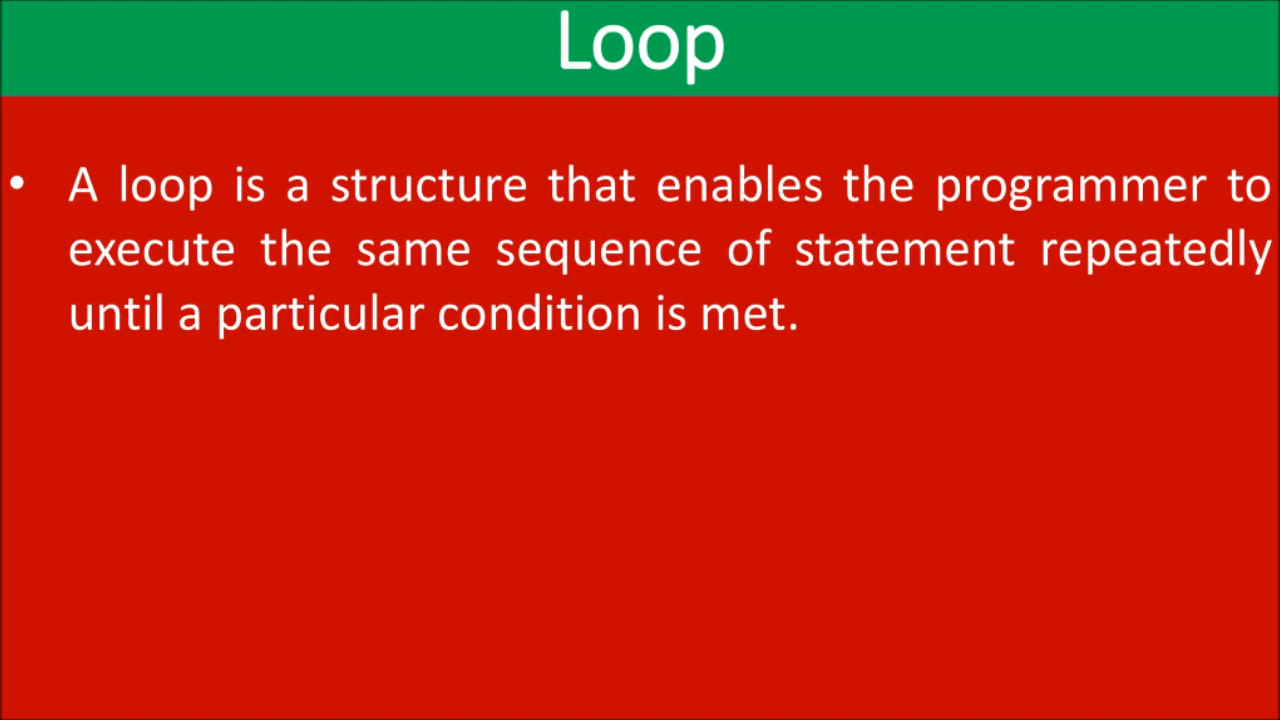 Loop
• A loop is a structure that enables the programmer to
execute the same sequence of statement repeatedly
until a particular condition is met.